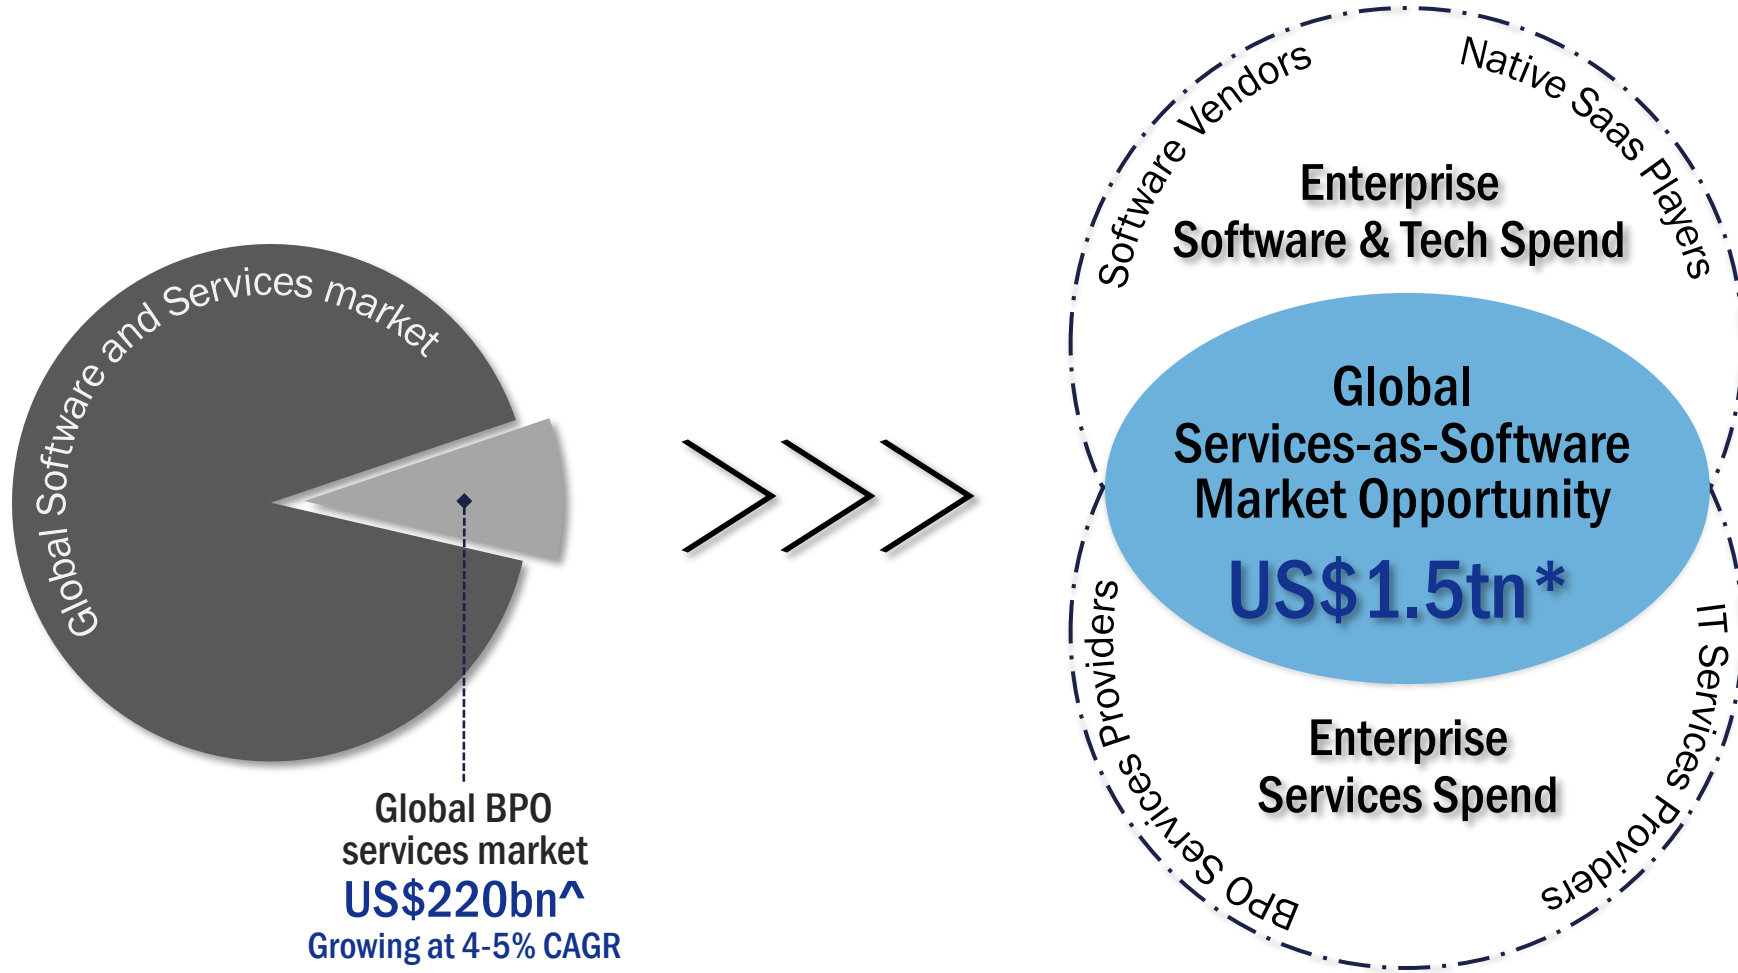 Global Software and Services market
Global BPO
services market
US$220bn^
Growing at 4-5% CAGR
Software Vendors
Native Saas Players
Enterprise
Software & Tech Spend
Global
Services-as-Software
Market Opportunity
US$1.5tn*
BPO Services Providers
IT Services Providers
Enterprise
Services Spend